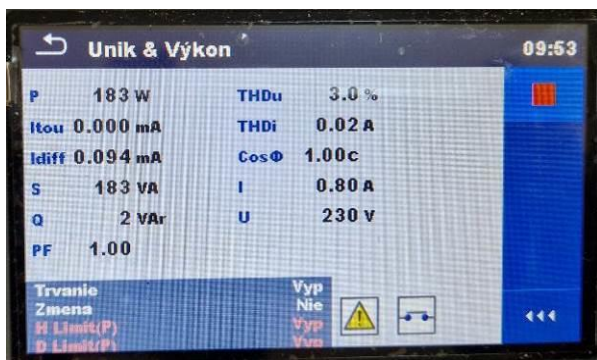 Unik & Výkon 09:53
P 183 W THDu 3.0 %
Itou 0.000 mA THDi 0.02 A
Idiff 0.094 mA CosΦ 1.00c
S 183 VA I 0.80 A
Q 2 VAr U 230 V
PF 1.00
Trvanie Vyp
Zmena Nie
H Limit(P) Vyp
D Limit(P) Vyp